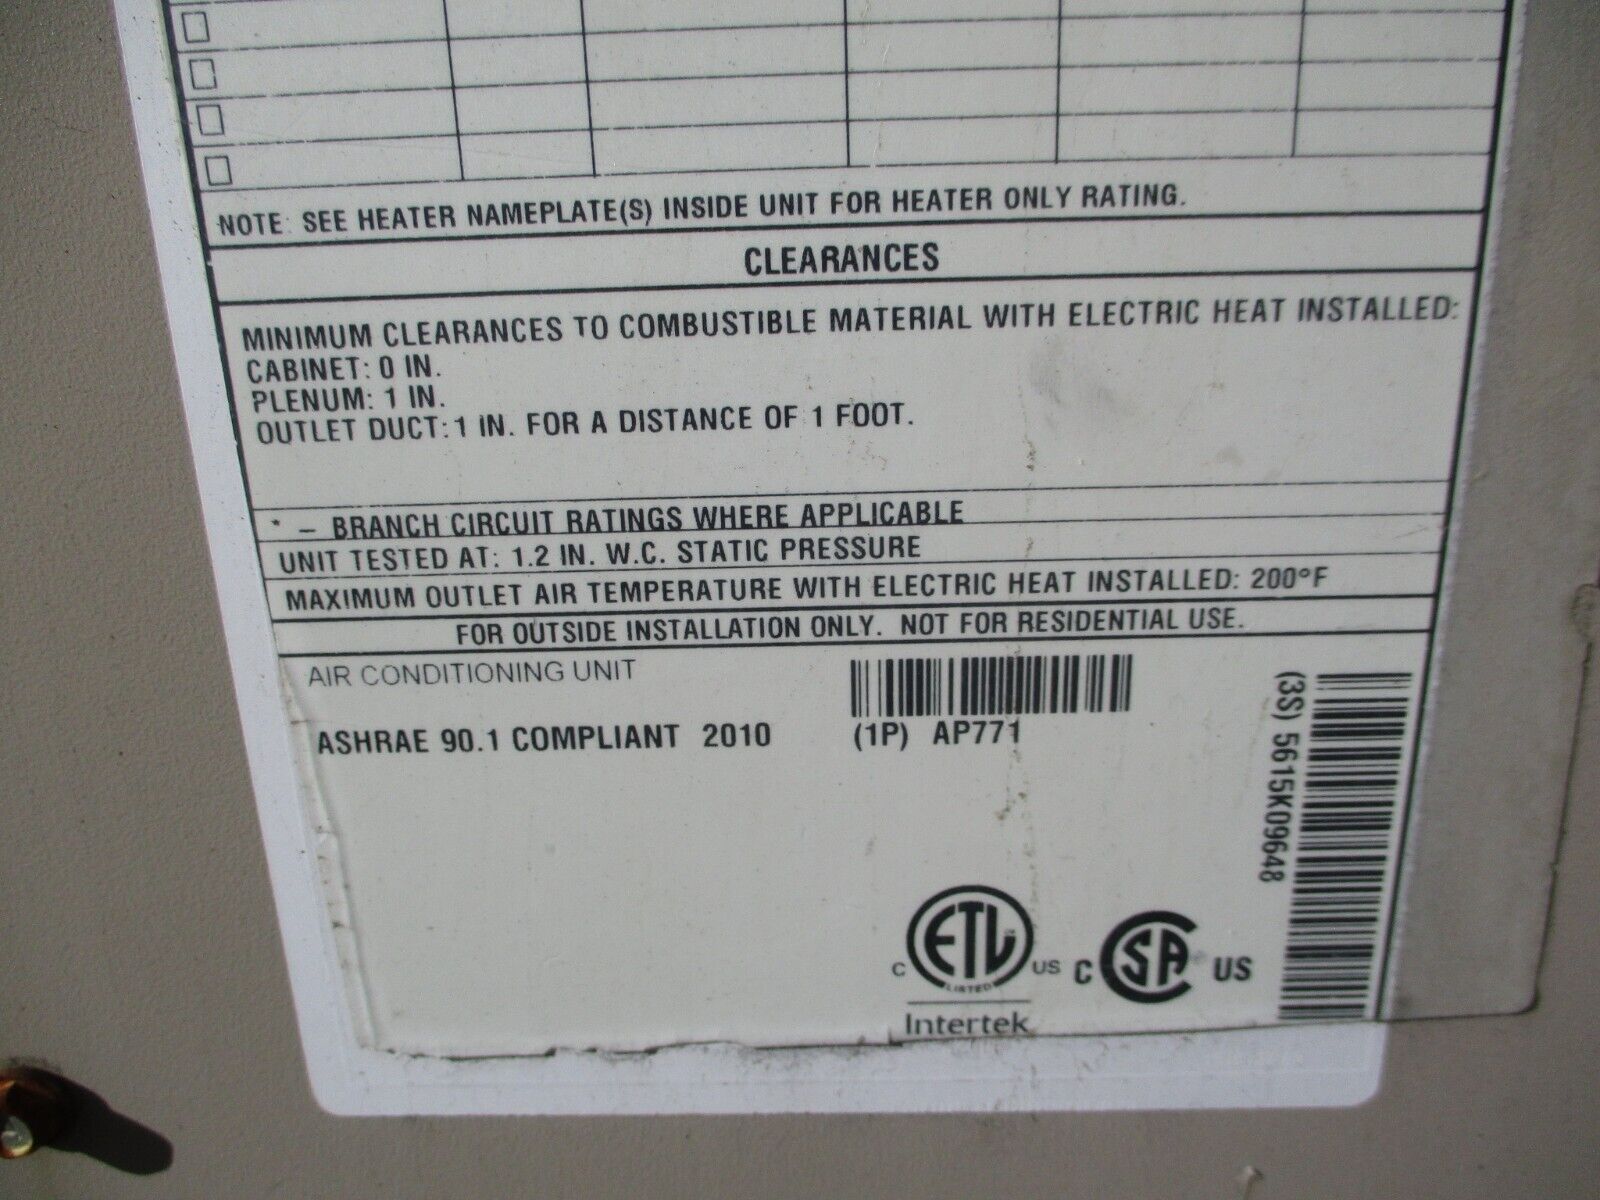 NOTE: SEE HEATER NAMEPLATE(S) INSIDE UNIT FOR HEATER ONLY RATING.
CLEARANCES
MINIMUM CLEARANCES TO COMBUSTIBLE MATERIAL WITH ELECTRIC HEAT INSTALLED:
CABINET: 0 IN.
PLENUM: 1 IN.
OUTLET DUCT: 1 IN. FOR A DISTANCE OF 1 FOOT.
* – BRANCH CIRCUIT RATINGS WHERE APPLICABLE
UNIT TESTED AT: 1.2 IN. W.C. STATIC PRESSURE
MAXIMUM OUTLET AIR TEMPERATURE WITH ELECTRIC HEAT INSTALLED: 200°F
FOR OUTSIDE INSTALLATION ONLY. NOT FOR RESIDENTIAL USE.
AIR CONDITIONING UNIT
ASHRAE 90.1 COMPLIANT 2010
(1P) AP771
(3S) 5615K09648
C ETL US
LISTED
Intertek
C SA US